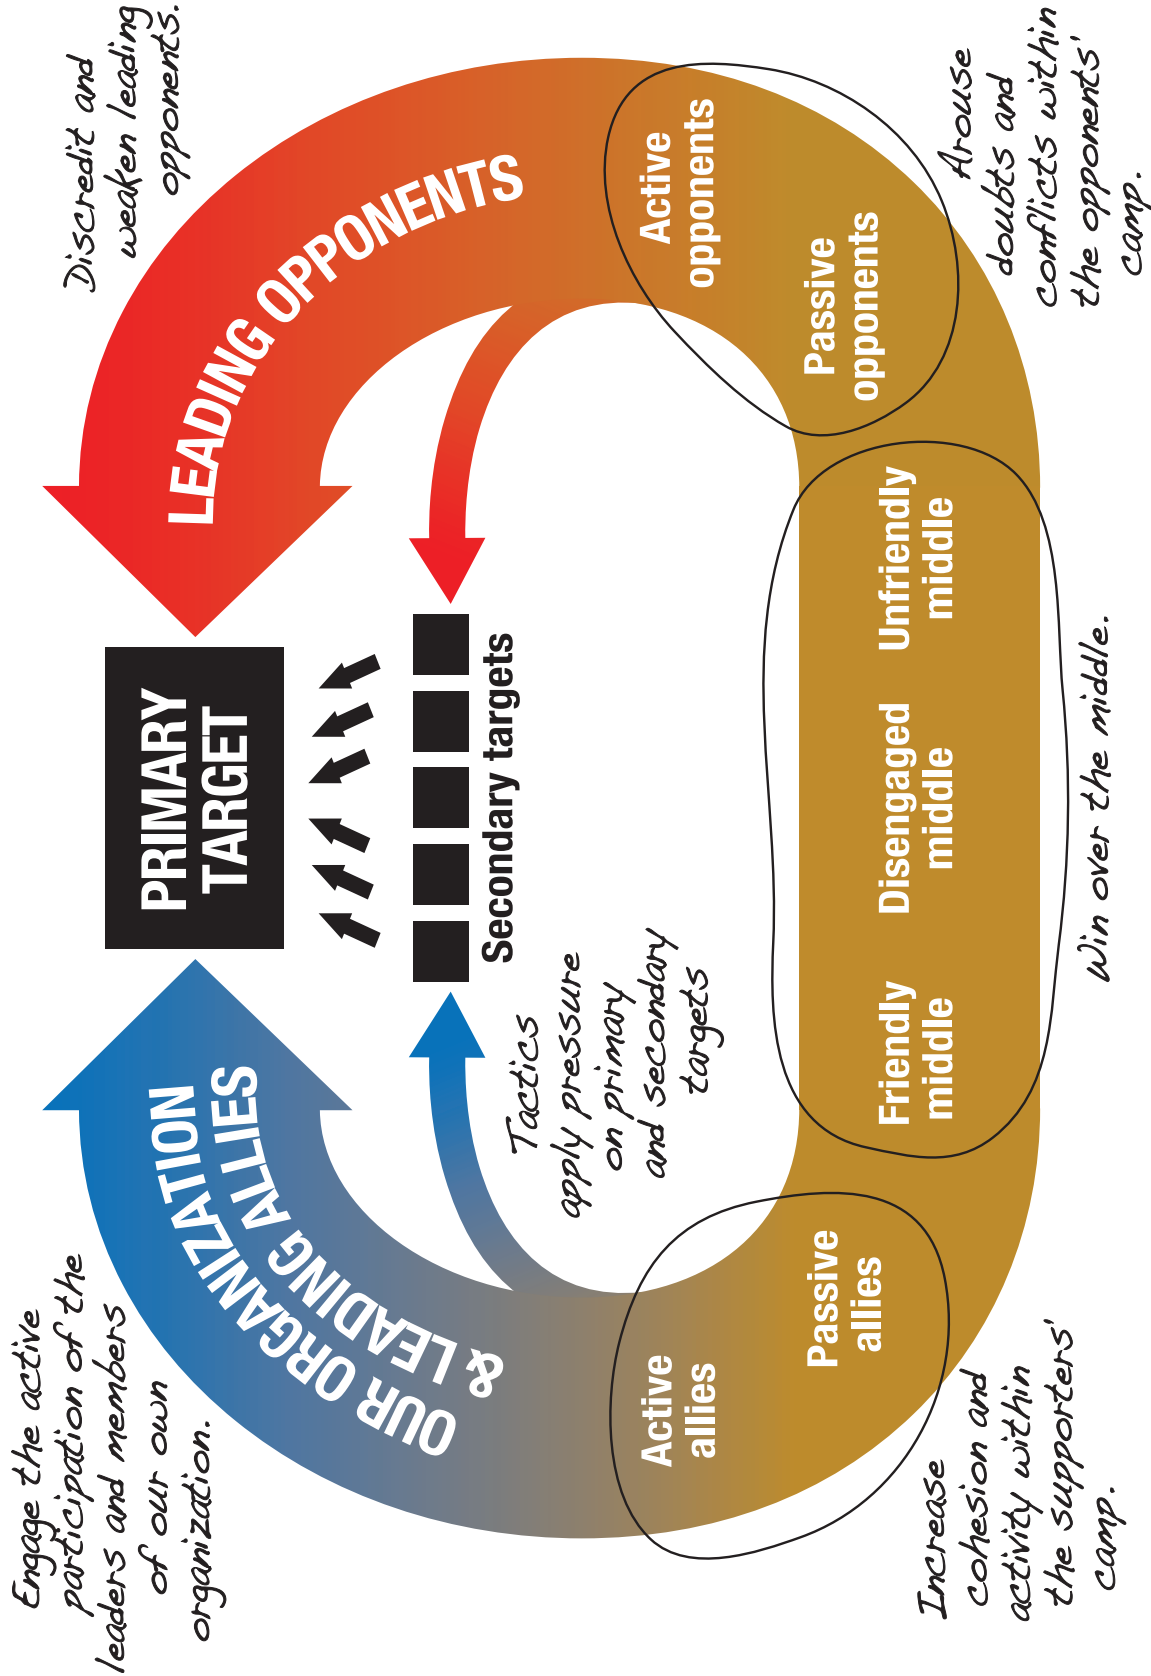 Engage the active
participation of the
leaders and members
of our own
organization.
OUR ORGANIZATION
& LEADING ALLIES
PRIMARY
TARGET
LEADING OPPONENTS
Discredit and
weaken leading
opponents.
Secondary targets
Tactics
apply pressure
on primary
and secondary
targets
Active
allies
Passive
allies
Friendly
middle
Disengaged
middle
Unfriendly
middle
Passive
opponents
Active
opponents
Increase
cohesion and
activity within
the supporters'
camp.
Win over the middle.
Arouse
doubts and
conflicts within
the opponents'
camp.